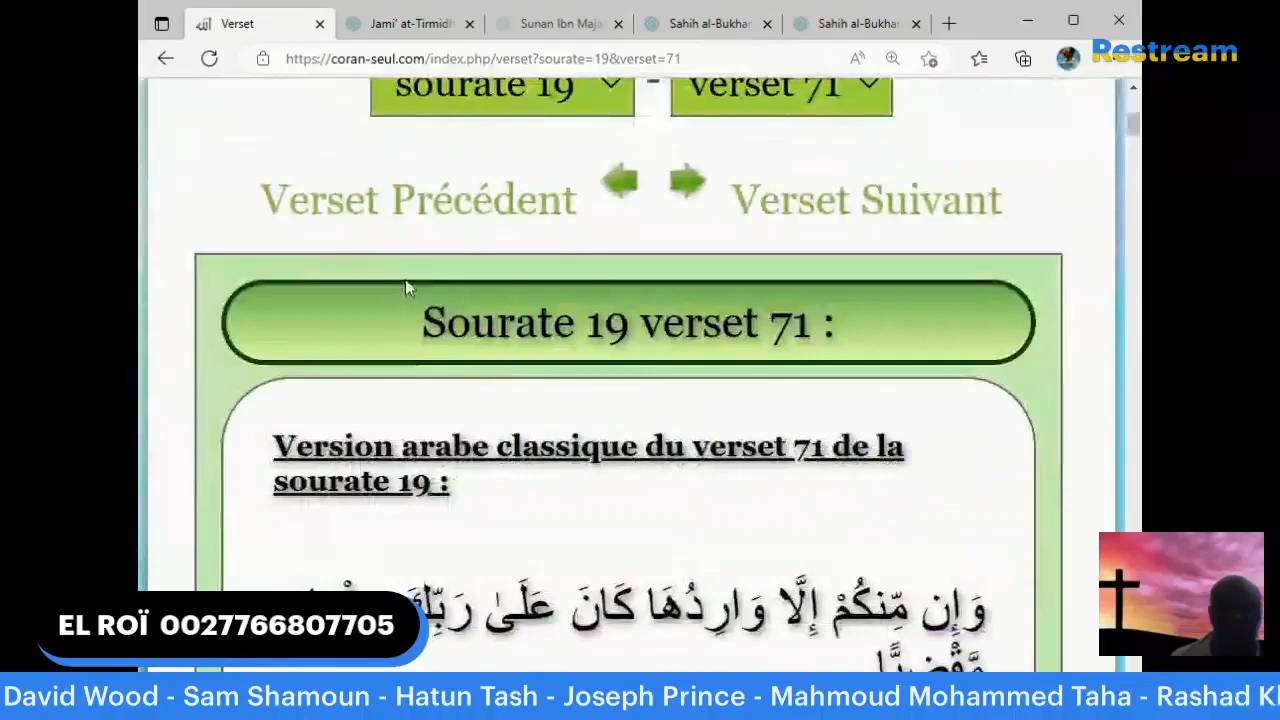 Verset
Jami` at-Tirmidh
Sunan Ibn Maja
Sahih al-Bukhar
Sahih al-Bukhar
https://coran-seul.com/index.php/verset?sourate=19&verset=71
Restream
sourate 19 - verset 71
Verset Précédent
Verset Suivant
Sourate 19 verset 71 :
Version arabe classique du verset 71 de la
sourate 19 :
وَإِن مِّنكُمْ إِلَّا وَارِدُهَا كَانَ عَلَىٰ رَبِّكَ
مَّقْضِيًّا
EL ROÏ 0027766807705
David Wood - Sam Shamoun - Hatun Tash - Joseph Prince - Mahmoud Mohammed Taha - Rashad K